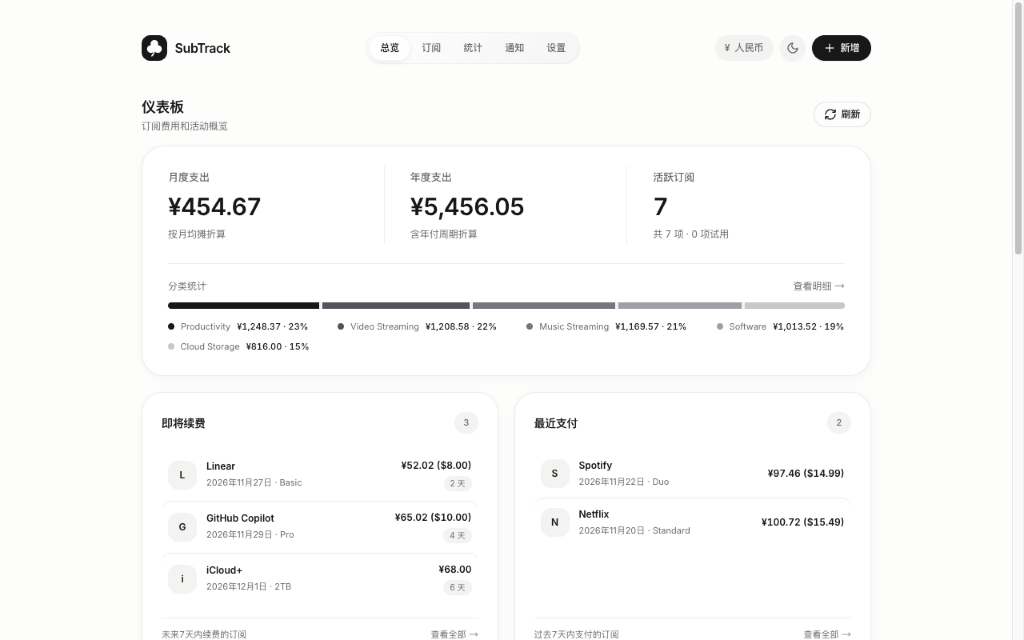 SubTrack
总览 订阅 统计 通知 设置
¥ 人民币
新增
仪表板
订阅费用和活动概览
刷新
月度支出
¥454.67
按月均摊折算
年度支出
¥5,456.05
含年付周期折算
活跃订阅
7
共 7 项 · 0 项试用
分类统计
查看明细 →
Productivity ¥1,248.37 · 23%
Video Streaming ¥1,208.58 · 22%
Music Streaming ¥1,169.57 · 21%
Software ¥1,013.52 · 19%
Cloud Storage ¥816.00 · 15%
即将续费
3
L
Linear
2026年11月27日 · Basic
¥52.02 ($8.00)
2 天
G
GitHub Copilot
2026年11月29日 · Pro
¥65.02 ($10.00)
4 天
i
iCloud+
2026年12月1日 · 2TB
¥68.00
6 天
未来7天内续费的订阅
查看全部 →
最近支付
2
S
Spotify
2026年11月22日 · Duo
¥97.46 ($14.99)
N
Netflix
2026年11月20日 · Standard
¥100.72 ($15.49)
过去7天内支付的订阅
查看全部 →